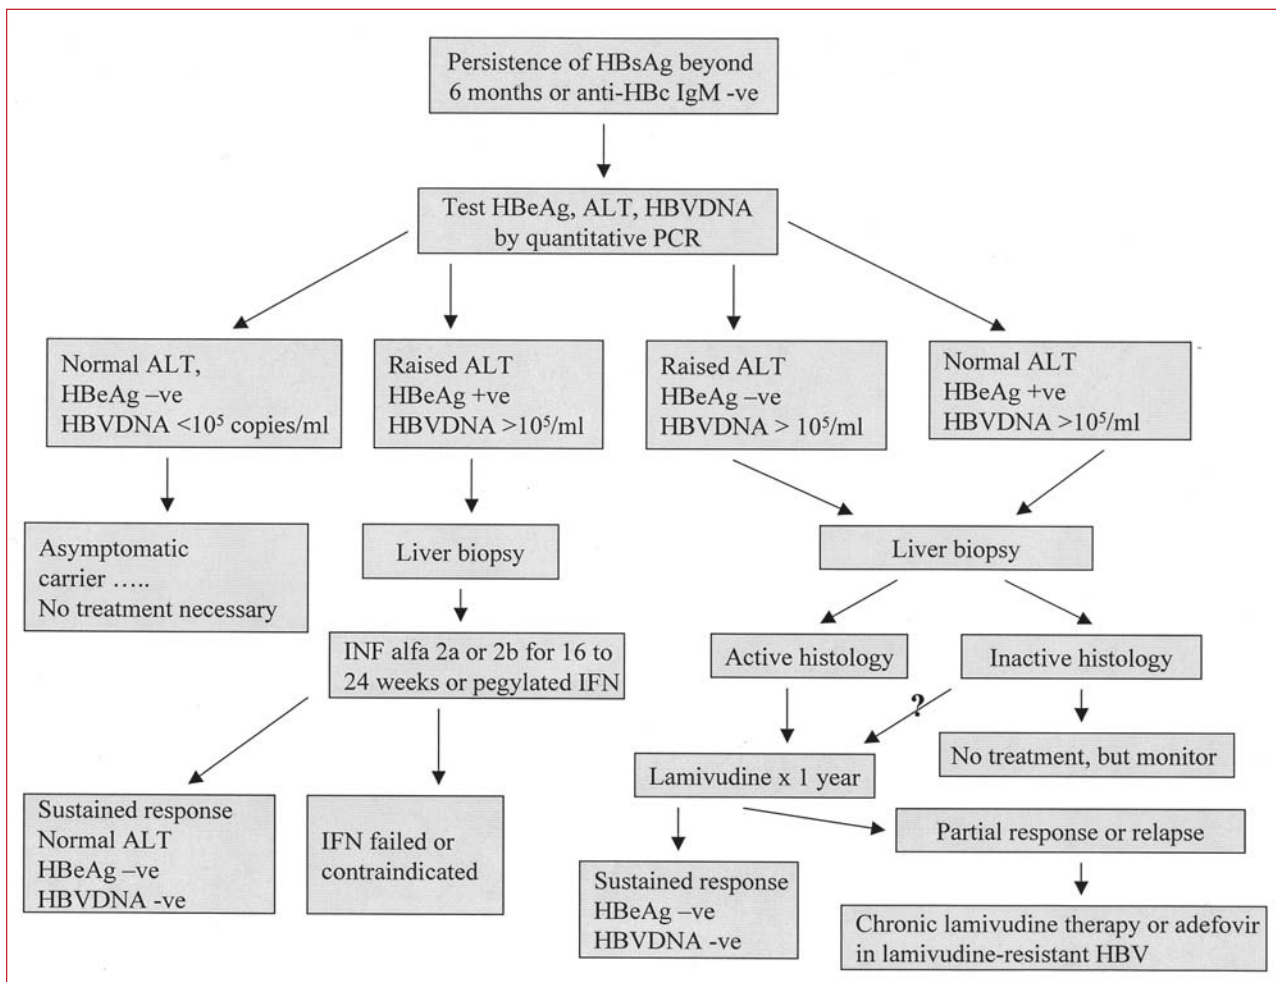 Persistence of HBsAg beyond
6 months or anti-HBc IgM -ve
Test HBeAg, ALT, HBVDNA
by quantitative PCR
Normal ALT,
HBeAg –ve
HBVDNA <10⁵ copies/ml
Raised ALT
HBeAg +ve
HBVDNA >10⁵/ml
Raised ALT
HBeAg –ve
HBVDNA > 10⁵/ml
Normal ALT
HBeAg +ve
HBVDNA >10⁵/ml
Asymptomatic
carrier …..
No treatment necessary
Liver biopsy
Liver biopsy
INF alfa 2a or 2b for 16 to
24 weeks or pegylated IFN
Active histology
Inactive histology
?
Lamivudine x 1 year
No treatment, but monitor
Sustained response
Normal ALT
HBeAg –ve
HBVDNA -ve
IFN failed or
contraindicated
Partial response or relapse
Sustained response
HBeAg –ve
HBVDNA -ve
Chronic lamivudine therapy or adefovir
in lamivudine-resistant HBV